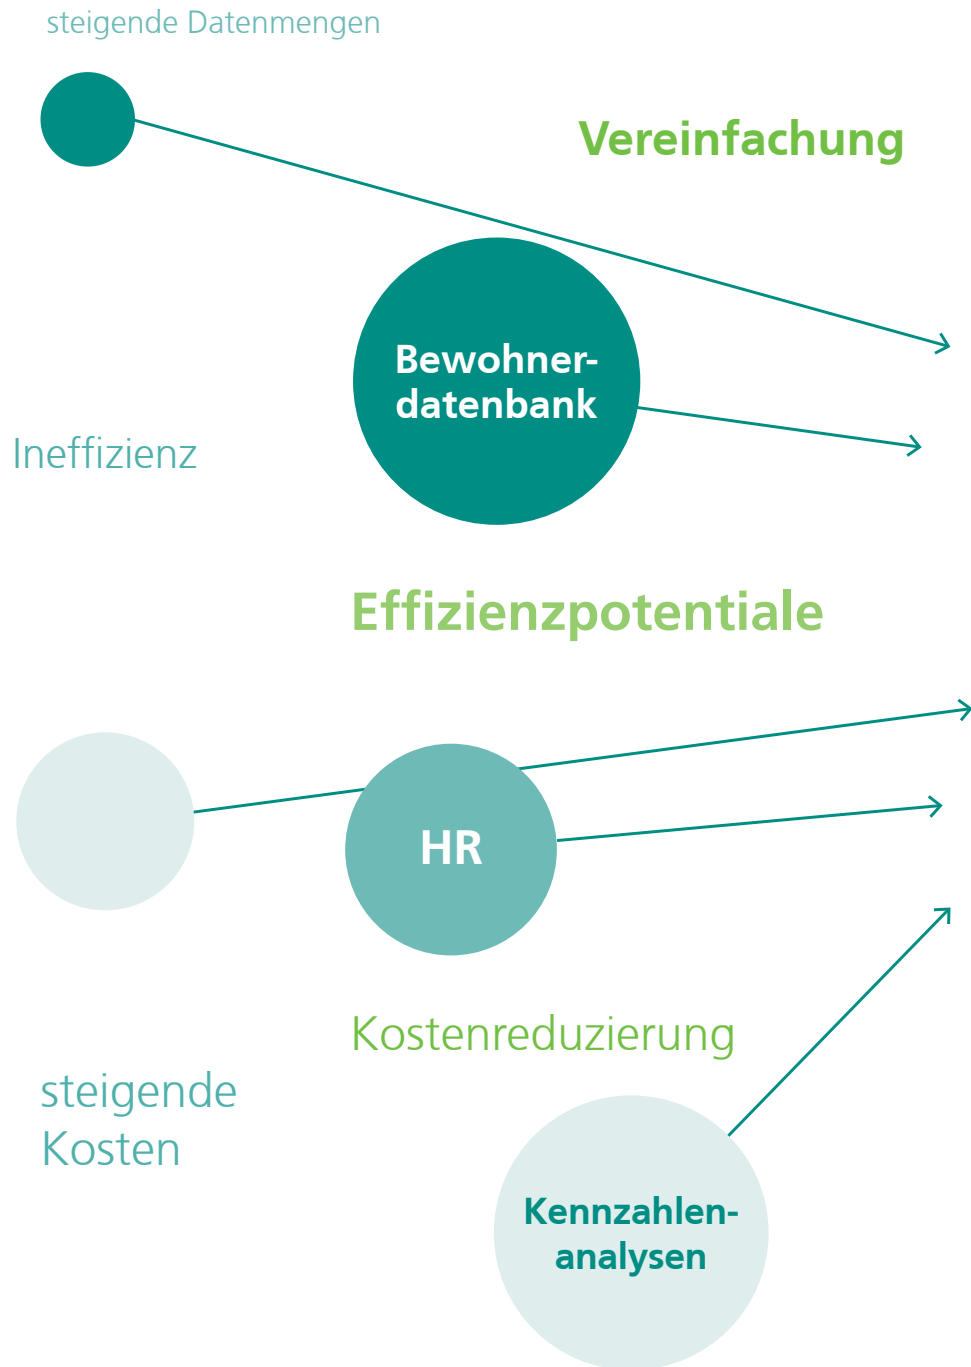 steigende Datenmengen
Vereinfachung
Bewohner-
datenbank
Ineffizienz
Effizienzpotentiale
HR
Kostenreduzierung
steigende
Kosten
Kennzahlen-
analysen